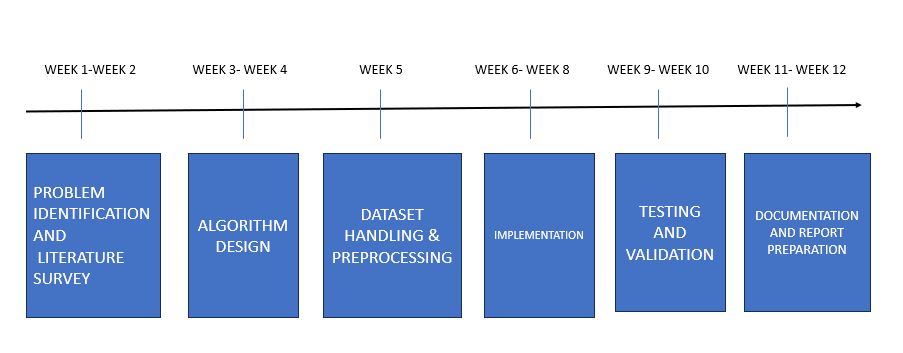 WEEK 1-WEEK 2
WEEK 3- WEEK 4
WEEK 5
WEEK 6- WEEK 8
WEEK 9- WEEK 10
WEEK 11- WEEK 12
PROBLEM
IDENTIFICATION
AND
LITERATURE
SURVEY
ALGORITHM
DESIGN
DATASET
HANDLING &
PREPROCESSING
IMPLEMENTATION
TESTING
AND
VALIDATION
DOCUMENTATION
AND REPORT
PREPARATION